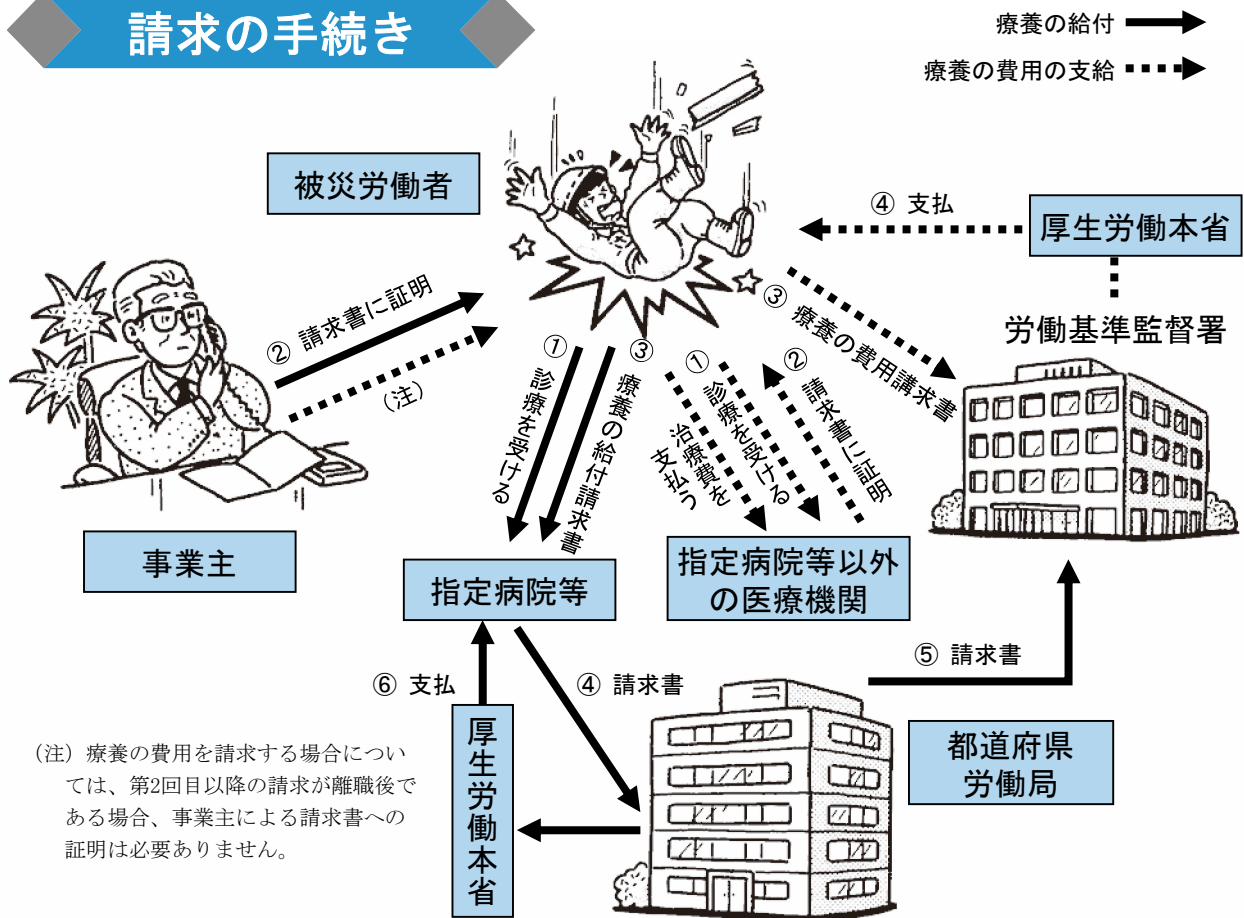 請求の手続き
療養の給付
療養の費用の支給
被災労働者
④ 支払
厚生労働本省
② 請求書に証明
(注)
③ 療養の費用請求書
労働基準監督署
① 診療を受ける
③ 療養の給付請求書
治療費を
支払う
① 診療を受ける
② 請求書に証明
事業主
指定病院等
指定病院等以外
の医療機関
⑤ 請求書
⑥ 支払
④ 請求書
厚生労働本省
都道府県
労働局
(注)療養の費用を請求する場合につい
ては、第2回目以降の請求が離職後で
ある場合、事業主による請求書への
証明は必要ありません。